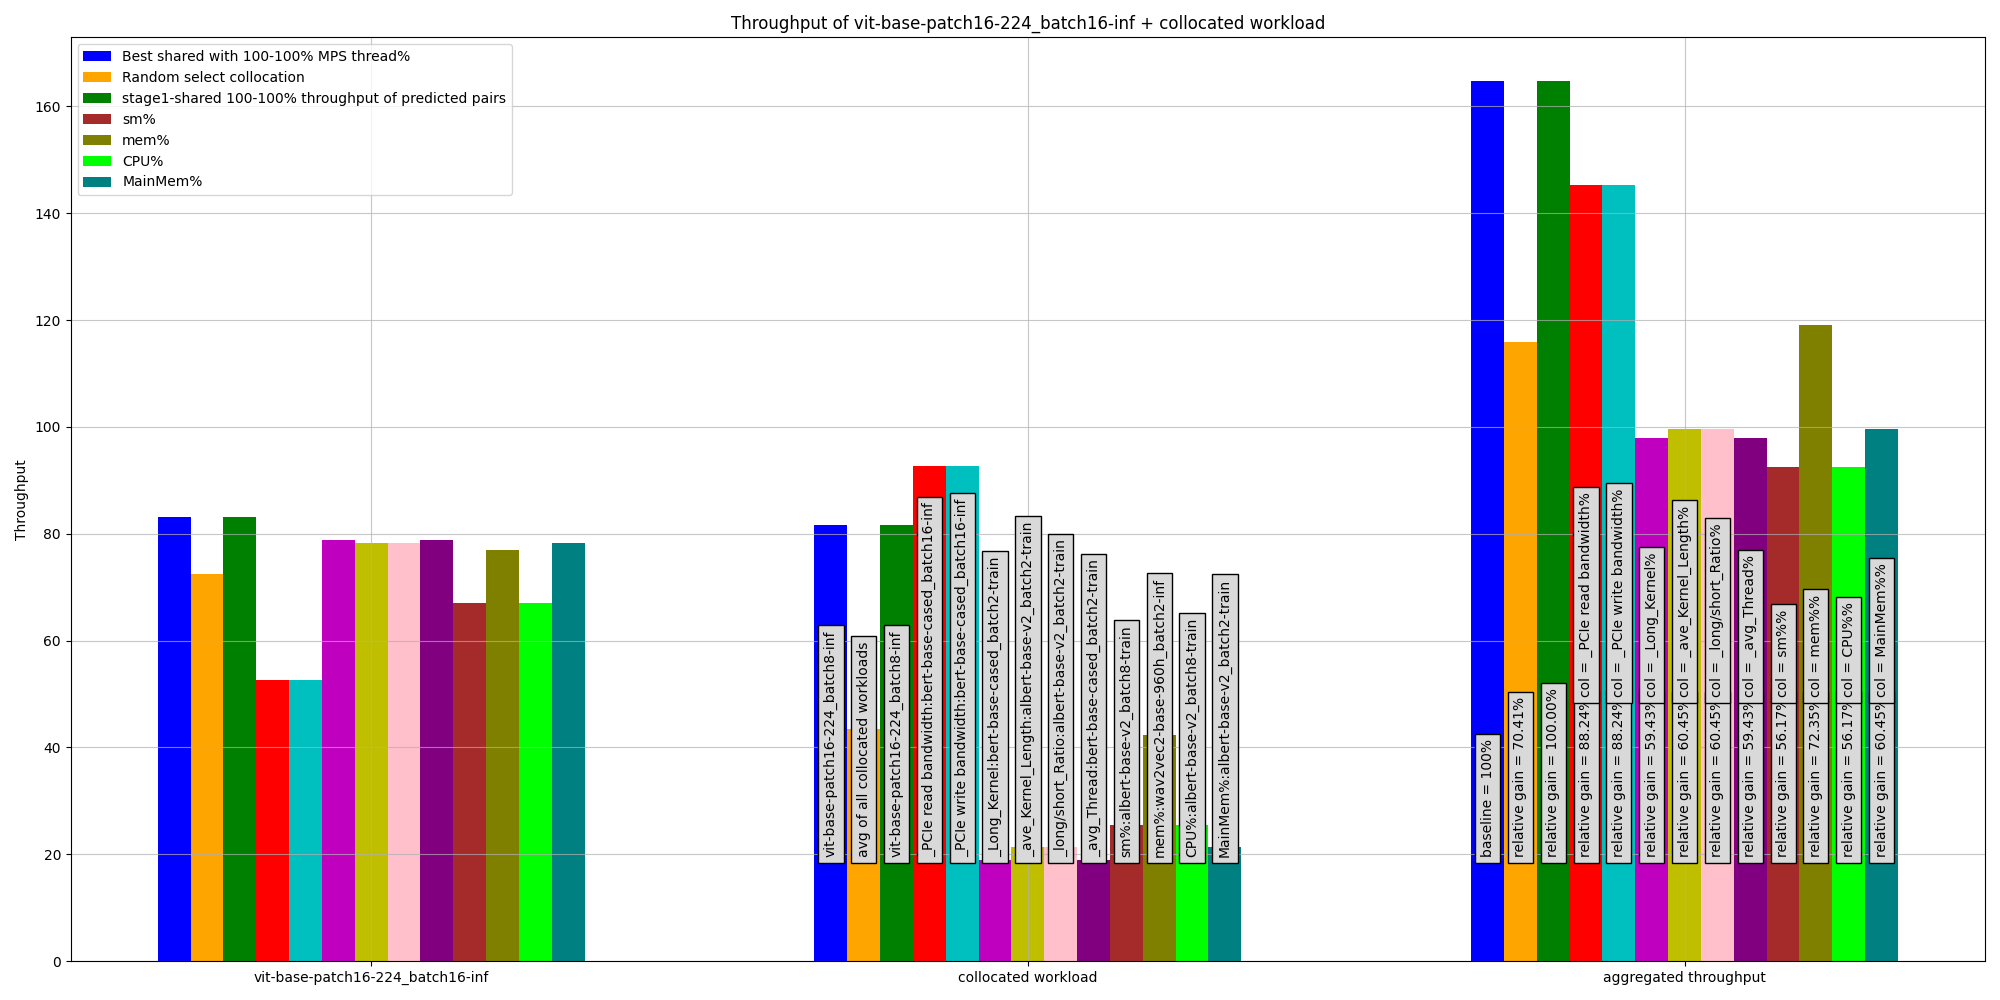 Throughput of vit-base-patch16-224_batch16-inf + collocated workload
Best shared with 100-100% MPS thread%
Random select collocation
stage1-shared 100-100% throughput of predicted pairs
sm%
mem%
CPU%
MainMem%
Throughput
160
140
120
100
80
60
40
20
0
vit-base-patch16-224_batch8-inf
avg of all collocated workloads
vit-base-patch16-224_batch8-inf
_PCIe read bandwidth:bert-base-cased_batch16-inf
_PCIe write bandwidth:bert-base-cased_batch16-inf
_Long_Kernel:bert-base-cased_batch2-train
_ave_Kernel_Length:albert-base-v2_batch2-train
_long/short_Ratio:albert-base-v2_batch2-train
_avg_Thread:bert-base-cased_batch2-train
sm%:albert-base-v2_batch8-train
mem%:wav2vec2-base-960h_batch2-inf
CPU%:albert-base-v2_batch8-train
MainMem%:albert-base-v2_batch2-train
baseline = 100%
relative gain = 70.41%
relative gain = 100.00%
relative gain = 88.24%
col = _PCIe read bandwidth%
relative gain = 88.24%
col = _PCIe write bandwidth%
relative gain = 59.43%
col = _Long_Kernel%
relative gain = 60.45%
col = _ave_Kernel_Length%
relative gain = 60.45%
col = _long/short_Ratio%
relative gain = 59.43%
col = _avg_Thread%
relative gain = 56.17%
col = sm%%
relative gain = 72.35%
col = mem%%
relative gain = 56.17%
col = CPU%%
relative gain = 60.45%
col = MainMem%%
vit-base-patch16-224_batch16-inf
collocated workload
aggregated throughput